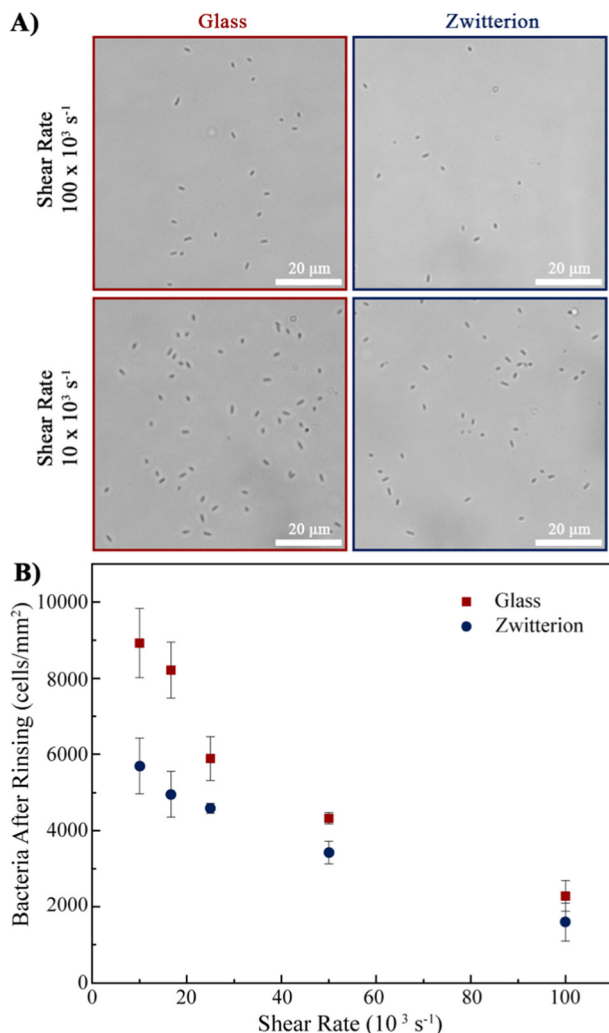 A)
Glass
Zwitterion
Shear Rate
100 x 10³ s⁻¹
20 µm
20 µm
Shear Rate
10 x 10³ s⁻¹
20 µm
20 µm
B)
Glass
Zwitterion
Bacteria After Rinsing (cells/mm²)
10000
8000
6000
4000
2000
0
0
20
40
60
80
100
Shear Rate (10³ s⁻¹)